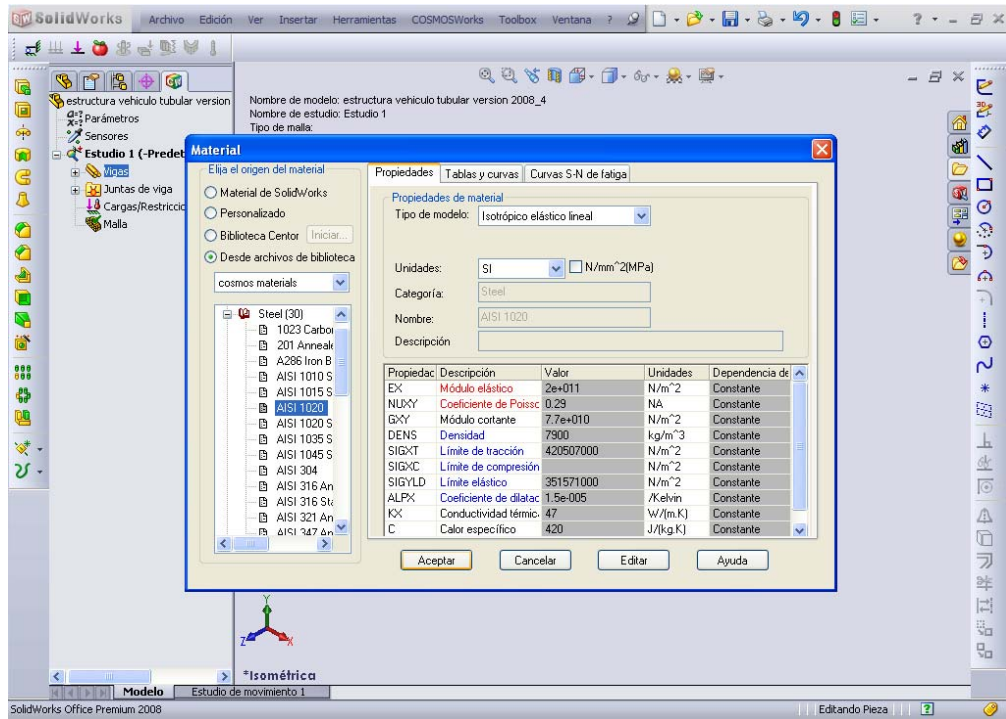 SolidWorks Archivo Edición Ver Insertar Herramientas COSMOSWorks Toolbox Ventana ?
estructura vehiculo tubular version
Parámetros
Sensores
Estudio 1 (-Predet
Vigas
Juntas de viga
Cargas/Restriccio
Malla
Nombre de modelo: estructura vehiculo tubular version 2008_4
Nombre de estudio: Estudio 1
Tipo de malla:
Material
Elija el origen del material
Material de SolidWorks
Personalizado
Biblioteca Centor Iniciar...
Desde archivos de biblioteca
cosmos materials
Steel (30)
1023 Carbor
201 Anneale
A286 Iron B
AISI 1010 S
AISI 1015 S
AISI 1020
AISI 1020 S
AISI 1035 S
AISI 1045 S
AISI 304
AISI 316 An
AISI 316 Sta
AISI 321 An
AISI 347 An
Propiedades Tablas y curvas Curvas S-N de fatiga
Propiedades de material
Tipo de modelo: Isotrópico elástico lineal
Unidades: SI N/mm^2(MPa)
Categoría: Steel
Nombre: AISI 1020
Descripción
Propiedac Descripción Valor Unidades Dependencia de
EX Módulo elástico 2e+011 N/m^2 Constante
NUXY Coeficiente de Poissc 0.29 NA Constante
GXY Módulo cortante 7.7e+010 N/m^2 Constante
DENS Densidad 7900 kg/m^3 Constante
SIGXT Límite de tracción 420507000 N/m^2 Constante
SIGXC Límite de compresión N/m^2 Constante
SIGYLD Límite elástico 351571000 N/m^2 Constante
ALPX Coeficiente de dilatac 1.5e-005 /Kelvin Constante
KX Conductividad térmic 47 W/(m.K) Constante
C Calor específico 420 J/(kg.K) Constante
Aceptar Cancelar Editar Ayuda
Y
Z X
*Isométrica
Modelo Estudio de movimiento 1
SolidWorks Office Premium 2008 Editando Pieza